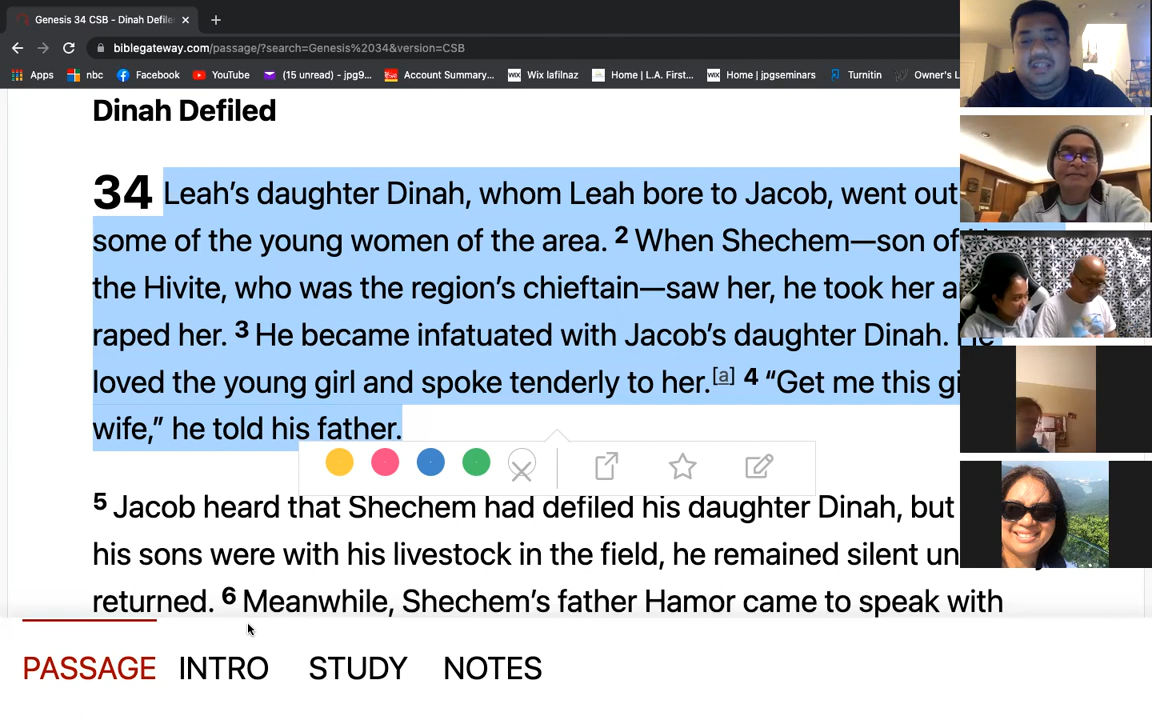 Genesis 34 CSB - Dinah Defile
biblegateway.com/passage/?search=Genesis%2034&version=CSB
Apps nbc Facebook YouTube (15 unread) - jpg9... Account Summary... Wix lafilnaz Home | L.A. First... Home | jpgseminars Turnitin Owner's L
Dinah Defiled
34 Leah’s daughter Dinah, whom Leah bore to Jacob, went out
some of the young women of the area. 2 When Shechem—son of
the Hivite, who was the region’s chieftain—saw her, he took her a
raped her. 3 He became infatuated with Jacob’s daughter Dinah. He
loved the young girl and spoke tenderly to her.[a] 4 “Get me this gi
wife,” he told his father.
5 Jacob heard that Shechem had defiled his daughter Dinah, but
his sons were with his livestock in the field, he remained silent un
returned. 6 Meanwhile, Shechem’s father Hamor came to speak with
PASSAGE INTRO STUDY NOTES